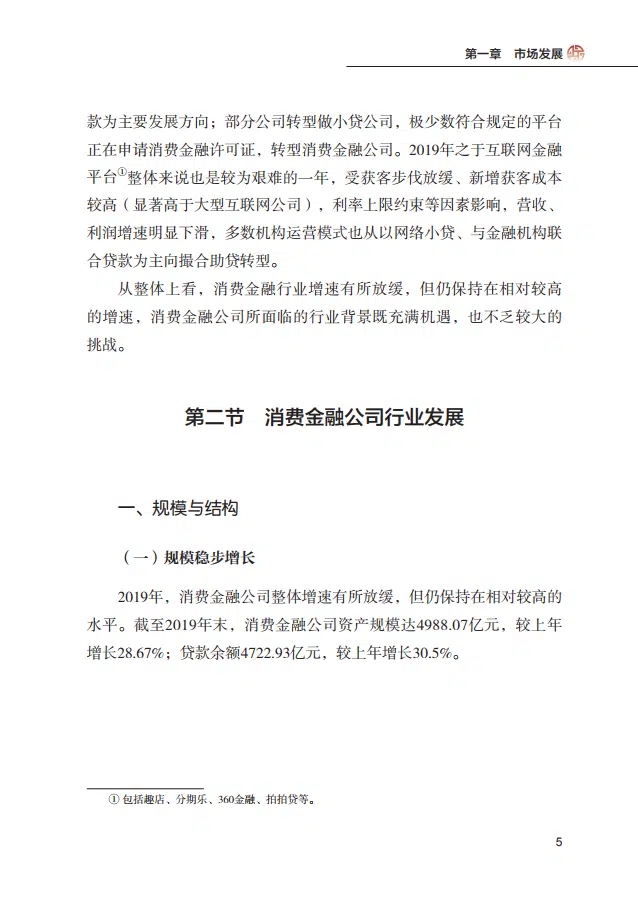 第一章　市场发展
款为主要发展方向；部分公司转型做小贷公司，极少数符合规定的平台
正在申请消费金融许可证，转型消费金融公司。2019年之于互联网金融
平台①整体来说也是较为艰难的一年，受获客步伐放缓、新增获客成本
较高（显著高于大型互联网公司），利率上限约束等因素影响，营收、
利润增速明显下滑，多数机构运营模式也从以网络小贷、与金融机构联
合贷款为主向撮合助贷转型。
从整体上看，消费金融行业增速有所放缓，但仍保持在相对较高
的增速，消费金融公司所面临的行业背景既充满机遇，也不乏较大的
挑战。
第二节　消费金融公司行业发展
一、规模与结构
（一）规模稳步增长
2019年，消费金融公司整体增速有所放缓，但仍保持在相对较高的
水平。截至2019年末，消费金融公司资产规模达4988.07亿元，较上年
增长28.67%；贷款余额4722.93亿元，较上年增长30.5%。
① 包括趣店、分期乐、360金融、拍拍贷等。
5